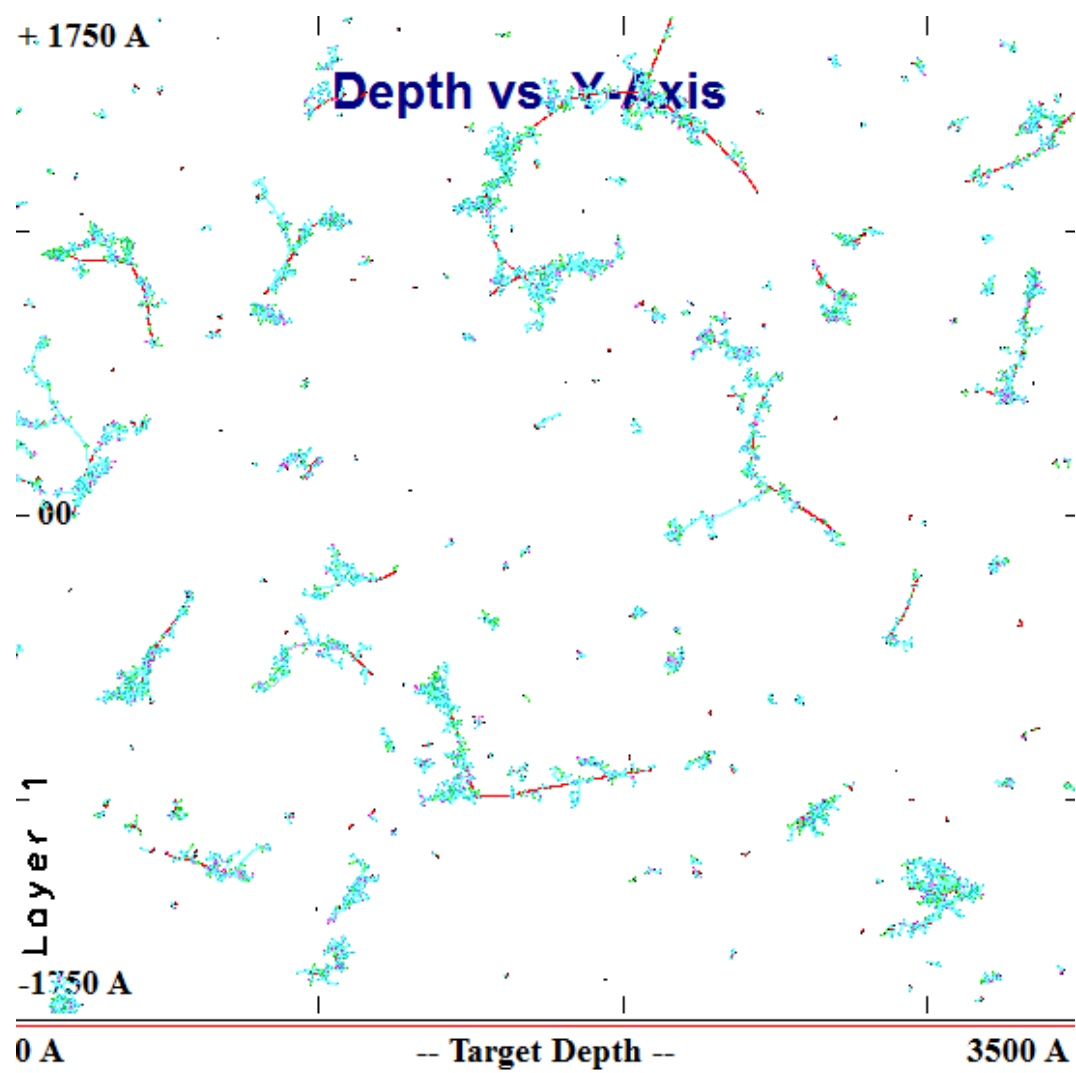 + 1750 A
Depth vs. Y-Axis
00
Layer 1
-1750 A
0 A
-- Target Depth --
3500 A